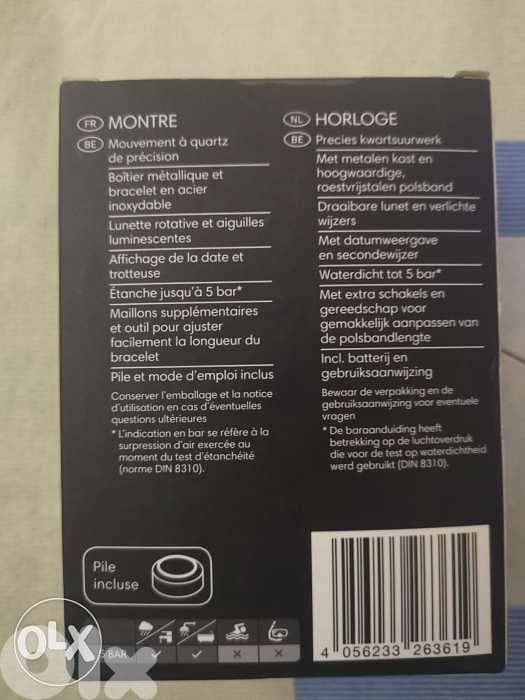 FR MONTRE
BE Mouvement à quartz
de précision
Boîtier métallique et
bracelet en acier
inoxydable
Lunette rotative et aiguilles
luminescentes
Affichage de la date et
trotteuse
Étanche jusqu'à 5 bar*
Maillons supplémentaires
et outil pour ajuster
facilement la longueur du
bracelet
Pile et mode d'emploi inclus
Conserver l'emballage et la notice
d'utilisation en cas d'éventuelles
questions ultérieures
* L'indication en bar se réfère à la
surpression d'air exercée au
moment du test d'étanchéité
(norme DIN 8310).
NL HORLOGE
BE Precies kwartsuurwerk
Met metalen kast en
hoogwaardige,
roestvrijstalen polsband
Draaibare lunet en verlichte
wijzers
Met datumweergave
en secondewijzer
Waterdicht tot 5 bar*
Met extra schakels en
gereedschap voor
gemakkelijk aanpassen van
de polsbandlengte
Incl. batterij en
gebruiksaanwijzing
Bewaar de verpakking en de
gebruiksaanwijzing voor eventuele
vragen
* De baraanduiding heeft
betrekking op de luchtoverdruk
die voor de test op waterdichtheid
werd gebruikt (DIN 8310).
Pile
incluse
5 BAR
4 056233 263619
OLX
OLX